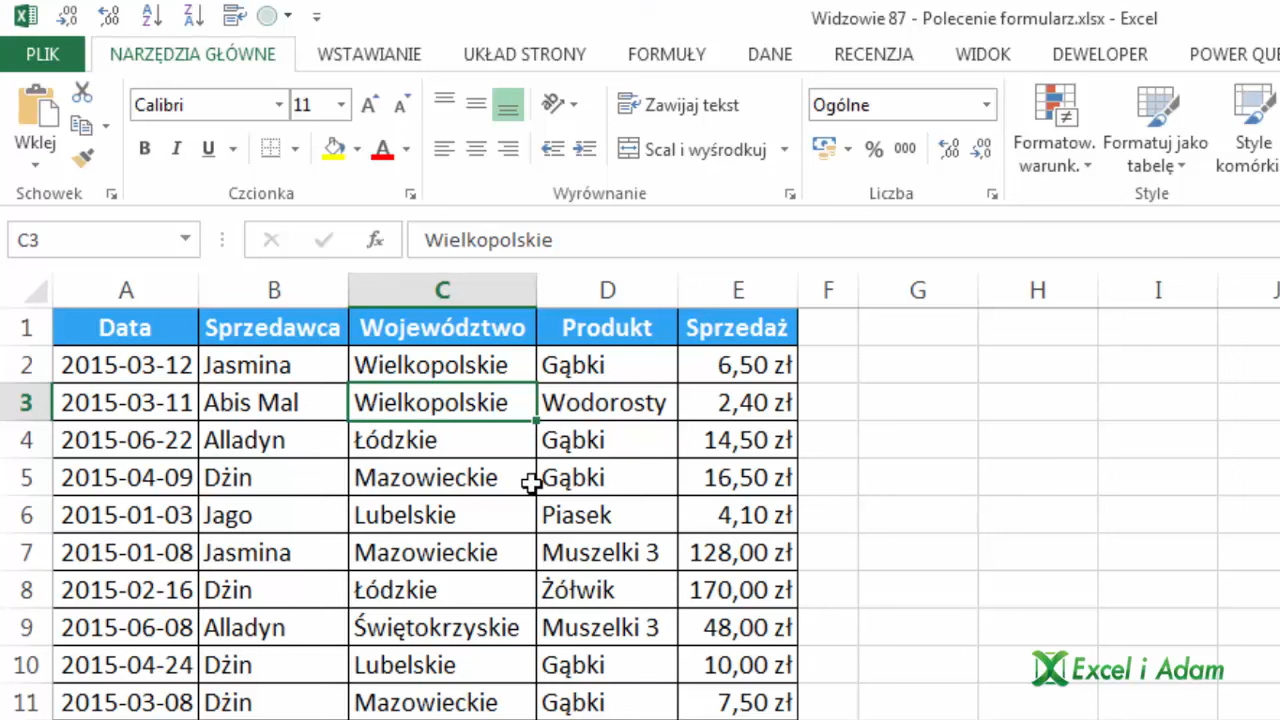 Widzowie 87 - Polecenie formularz.xlsx - Excel
PLIK NARZĘDZIA GŁÓWNE WSTAWIANIE UKŁAD STRONY FORMUŁY DANE RECENZJA WIDOK DEWELOPER POWER QUE
Calibri 11 Zawijaj tekst Ogólne
Wklej B I U A Scal i wyśrodkuj % 000 Formatow. warunk. Formatuj jako tabelę Style komórki
Schowek Czcionka Wyrównanie Liczba Style
C3 fx Wielkopolskie
A B C D E F G H I J
1 Data Sprzedawca Województwo Produkt Sprzedaż
2 2015-03-12 Jasmina Wielkopolskie Gąbki 6,50 zł
3 2015-03-11 Abis Mal Wielkopolskie Wodorosty 2,40 zł
4 2015-06-22 Alladyn Łódzkie Gąbki 14,50 zł
5 2015-04-09 Dżin Mazowieckie Gąbki 16,50 zł
6 2015-01-03 Jago Lubelskie Piasek 4,10 zł
7 2015-01-08 Jasmina Mazowieckie Muszelki 3 128,00 zł
8 2015-02-16 Dżin Łódzkie Żółwik 170,00 zł
9 2015-06-08 Alladyn Świętokrzyskie Muszelki 3 48,00 zł
10 2015-04-24 Dżin Lubelskie Gąbki 10,00 zł
11 2015-03-08 Dżin Mazowieckie Gąbki 7,50 zł
Excel i Adam